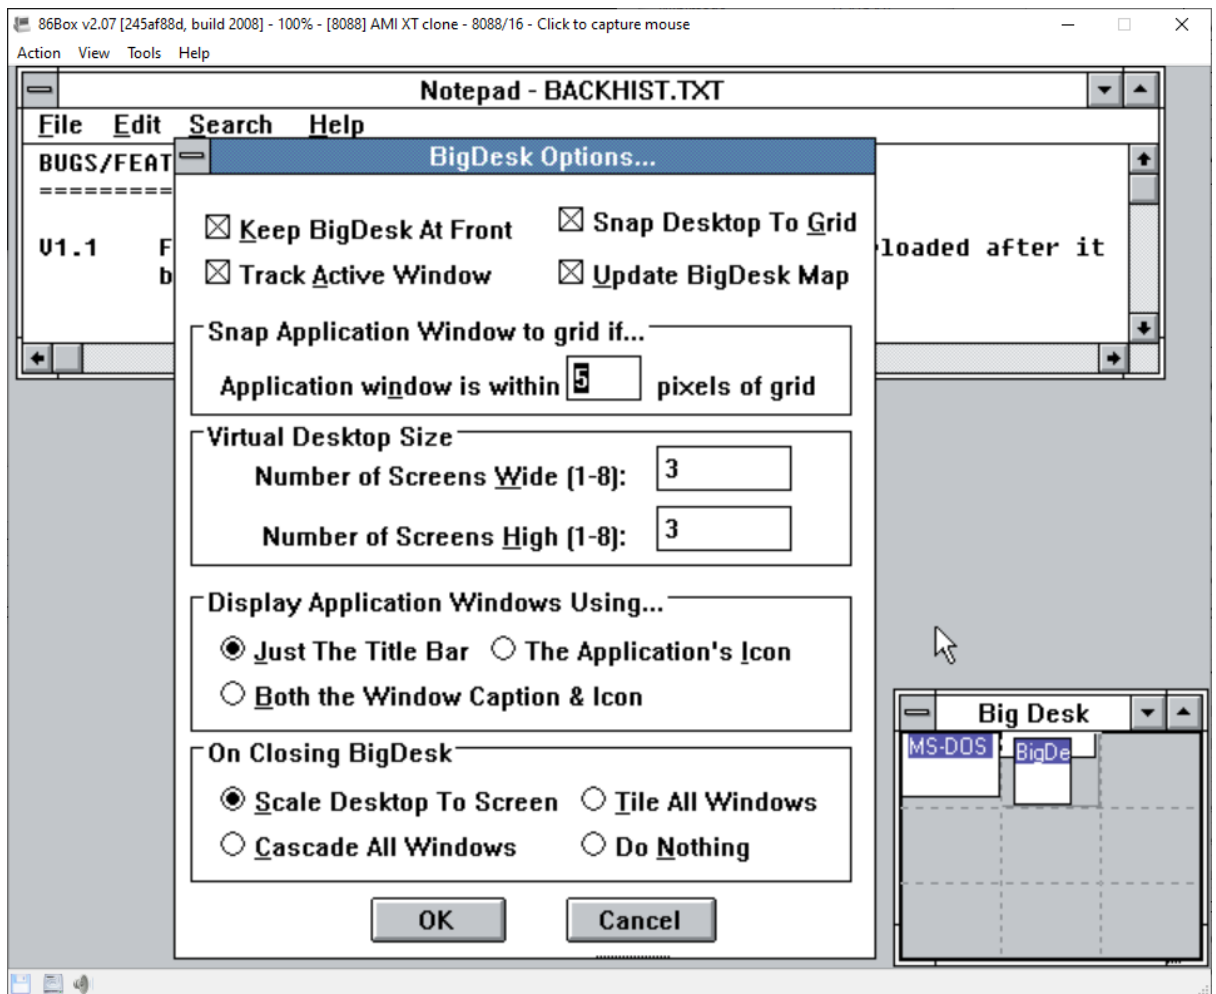 86Box v2.07 [245af88d, build 2008] - 100% - [8088] AMI XT clone - 8088/16 - Click to capture mouse
Action View Tools Help
Notepad - BACKHIST.TXT
File Edit Search Help
BUGS/FEAT
=========
V1.1 F
eloaded after it
b
BigDesk Options...
Keep BigDesk At Front
Snap Desktop To Grid
Track Active Window
Update BigDesk Map
Snap Application Window to grid if...
Application window is within 5 pixels of grid
Virtual Desktop Size
Number of Screens Wide (1-8): 3
Number of Screens High (1-8): 3
Display Application Windows Using...
Just The Title Bar
The Application's Icon
Both the Window Caption & Icon
On Closing BigDesk
Scale Desktop To Screen
Tile All Windows
Cascade All Windows
Do Nothing
OK
Cancel
Big Desk
MS-DOS
BigDe